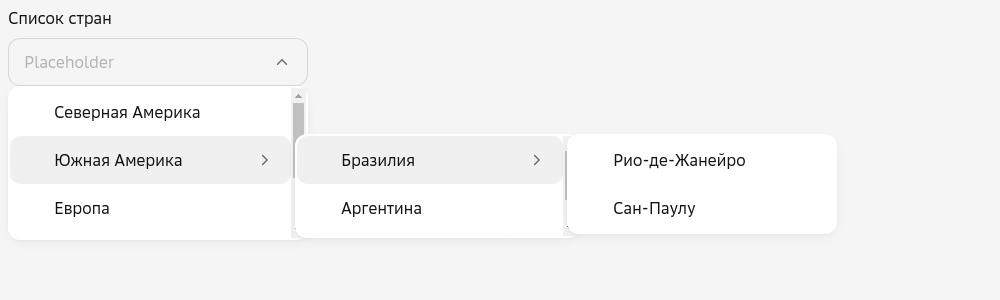 Список стран
Placeholder
Северная Америка
Южная Америка
Европа
Бразилия
Аргентина
Рио-де-Жанейро
Сан-Паулу